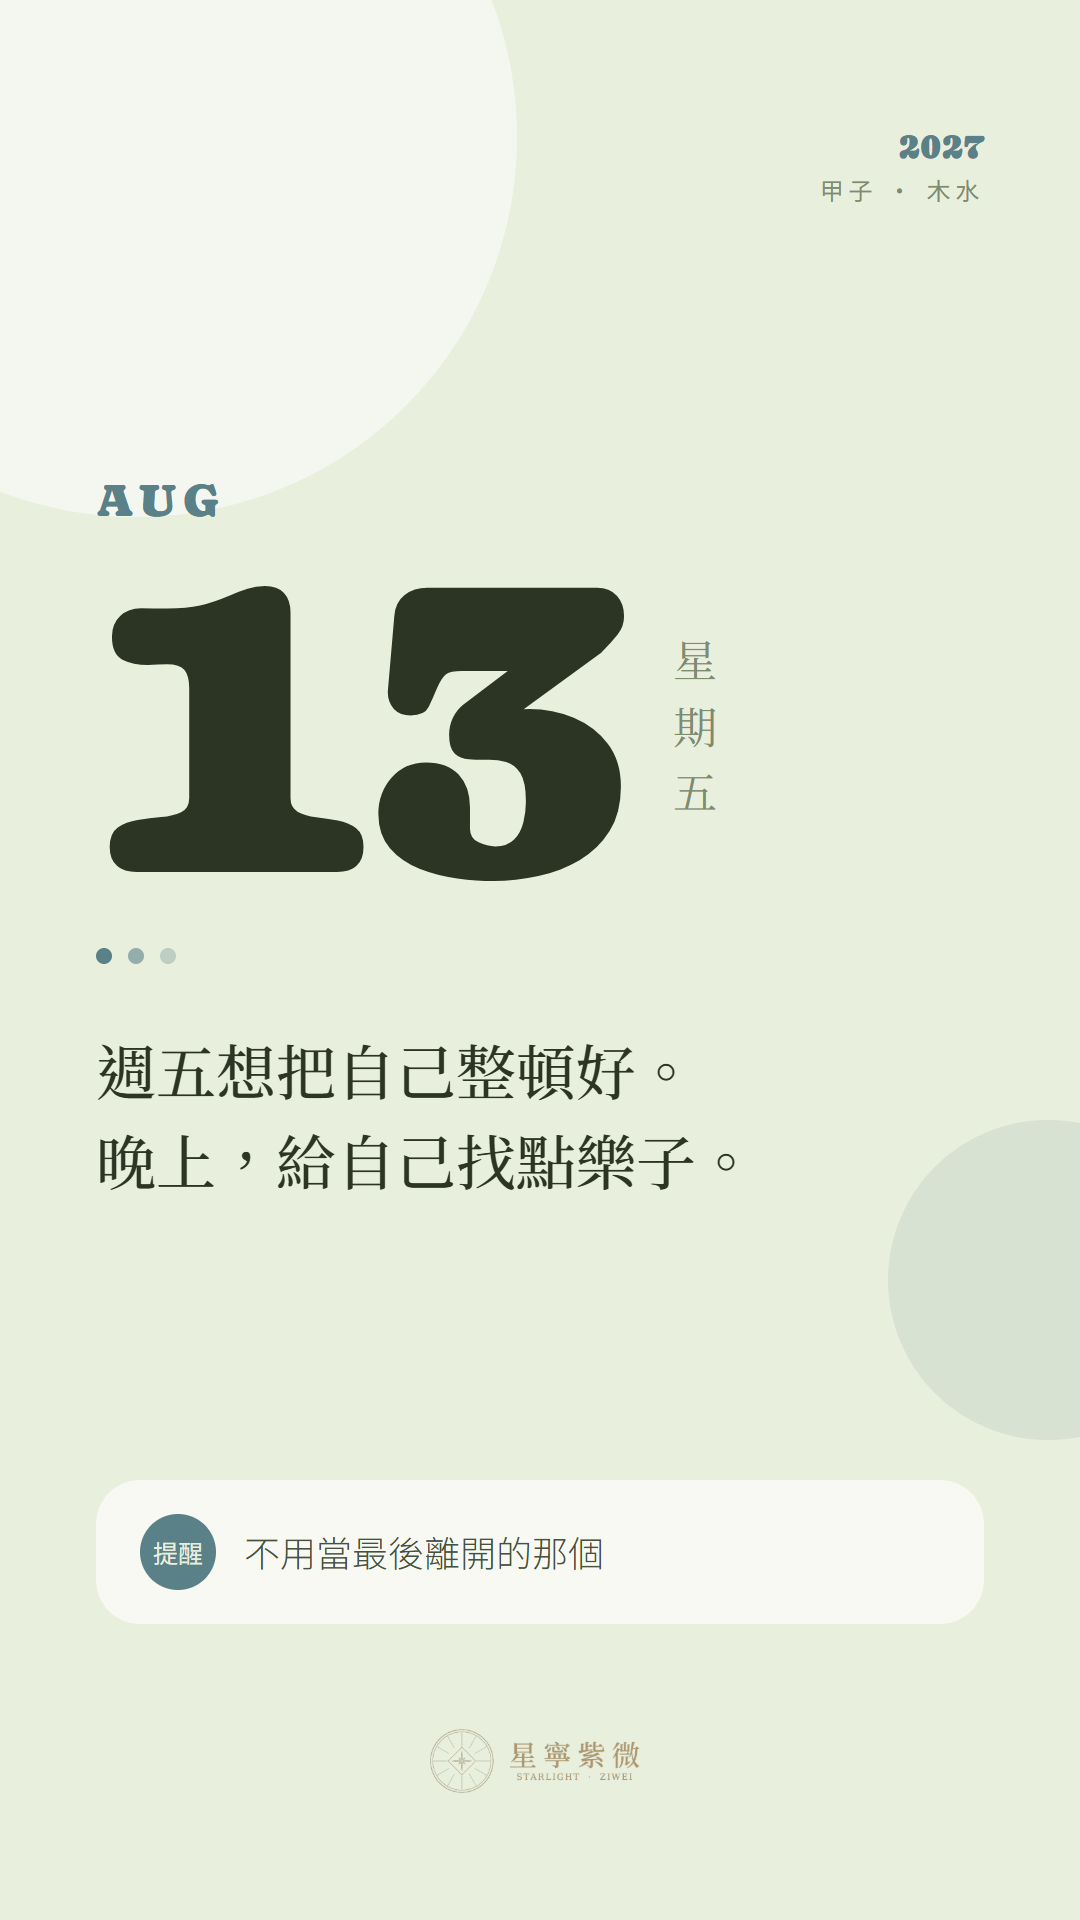 2027
甲子 • 木水
AUG
13
星期五
週五想把自己整頓好。
晚上，給自己找點樂子。
提醒
不用當最後離開的那個
星寧紫微
STARLIGHT · ZIWEI